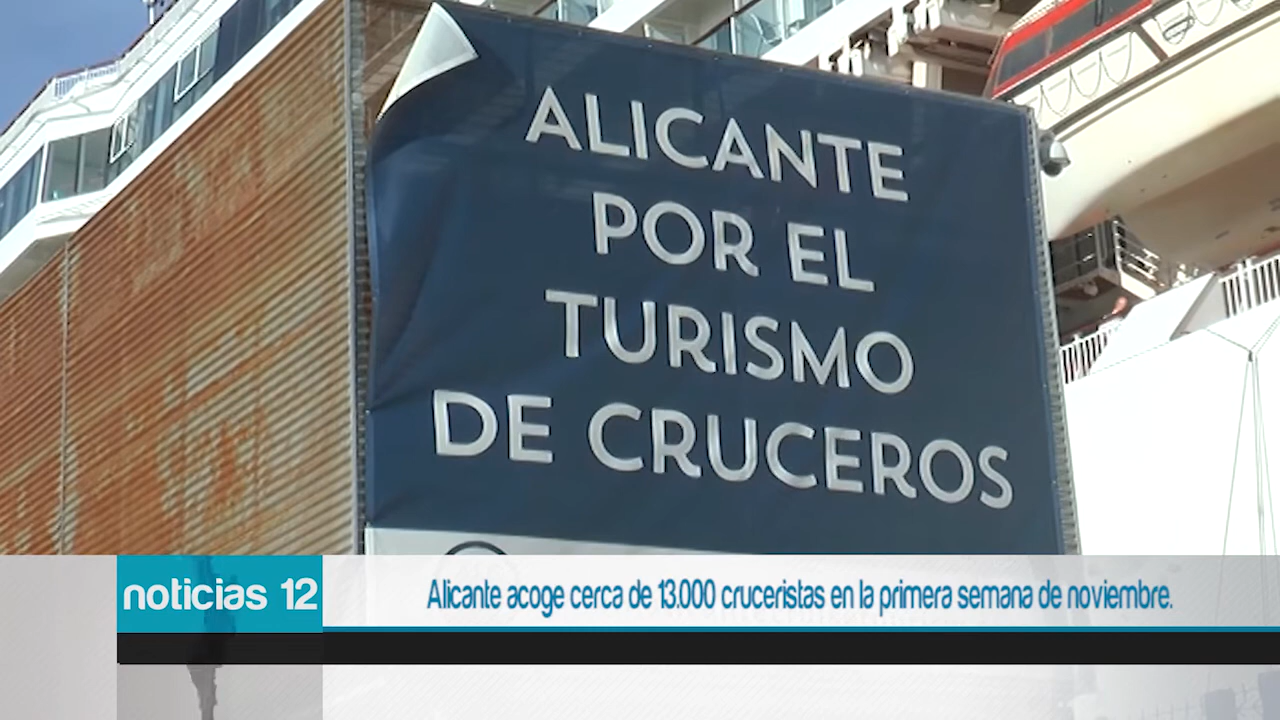 ALICANTE
POR EL
TURISMO
DE CRUCEROS
noticias 12
Alicante acoge cerca de 13.000 cruceristas en la primera semana de noviembre.